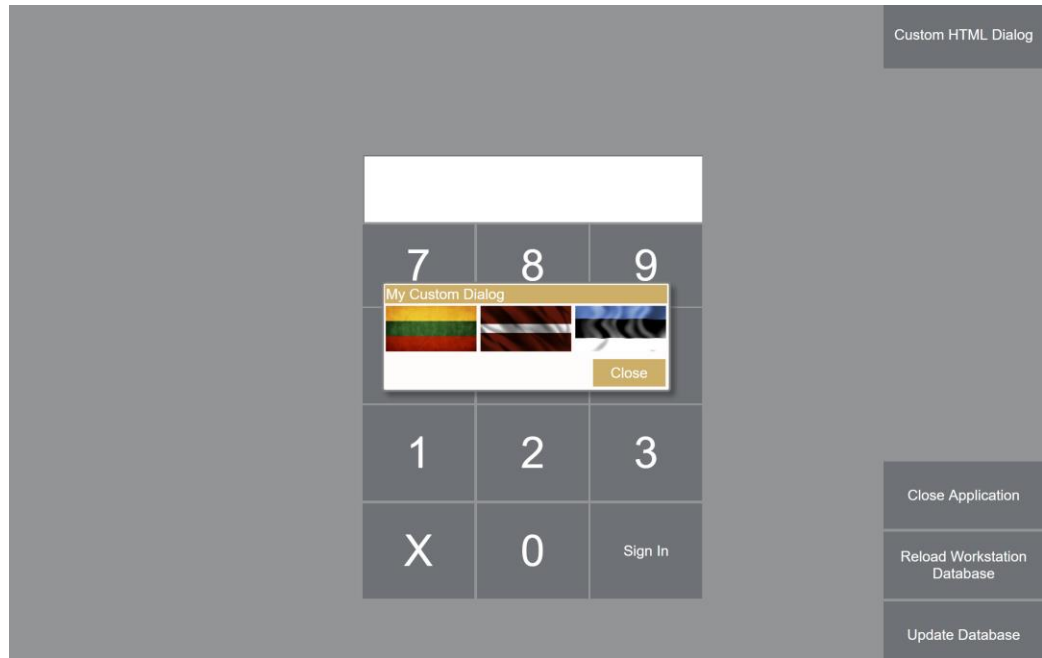 Custom HTML Dialog
7 8 9
My Custom Dialog
Close
1 2 3
X 0 Sign In
Close Application
Reload Workstation
Database
Update Database